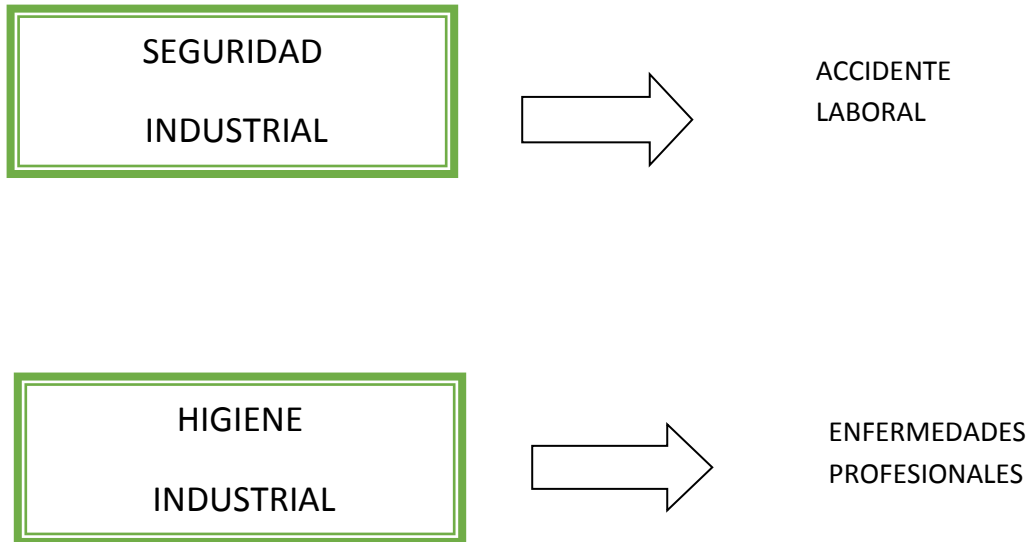 SEGURIDAD
INDUSTRIAL
ACCIDENTE
LABORAL
HIGIENE
INDUSTRIAL
ENFERMEDADES
PROFESIONALES